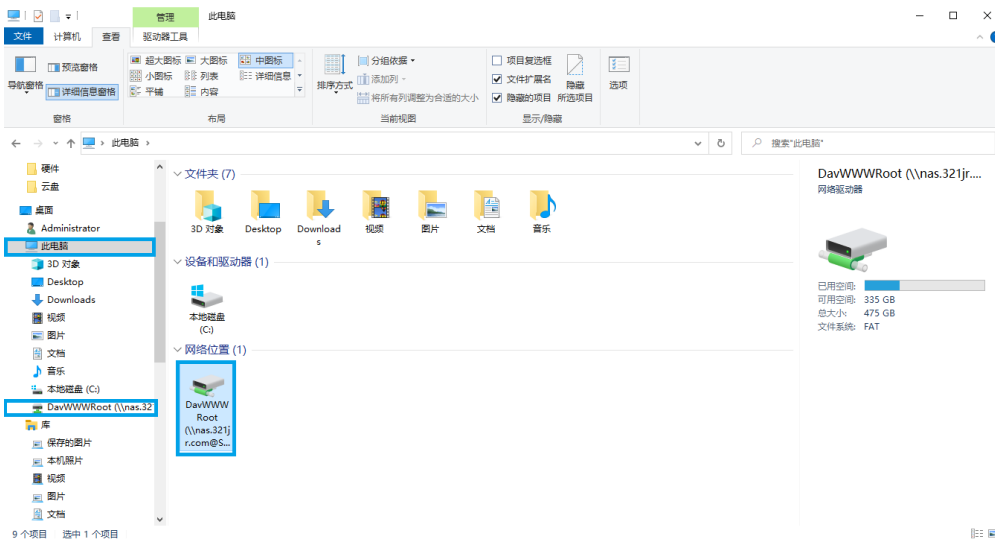 管理
此电脑
文件
计算机
查看
驱动器工具
导航窗格
预览窗格
详细信息窗格
窗格
超大图标
大图标
中图标
小图标
列表
详细信息
平铺
内容
布局
排序方式
分组依据
添加列
将所有列调整为合适的大小
当前视图
项目复选框
文件扩展名
隐藏的项目
隐藏
所选项目
显示/隐藏
选项
此电脑
搜索"此电脑"
硬件
云盘
桌面
Administrator
此电脑
3D 对象
Desktop
Downloads
视频
图片
文档
音乐
本地磁盘 (C:)
DavWWWRoot (\\nas.32
库
保存的图片
本机照片
视频
图片
文档
文件夹 (7)
3D 对象
Desktop
Download
s
视频
图片
文档
音乐
设备和驱动器 (1)
本地磁盘
(C:)
网络位置 (1)
DavWWW
Root
(\\nas.321j
r.com@S...
DavWWWRoot (\\nas.321jr....
网络驱动器
已用空间:
可用空间: 335 GB
总大小: 475 GB
文件系统: FAT
9 个项目
选中 1 个项目